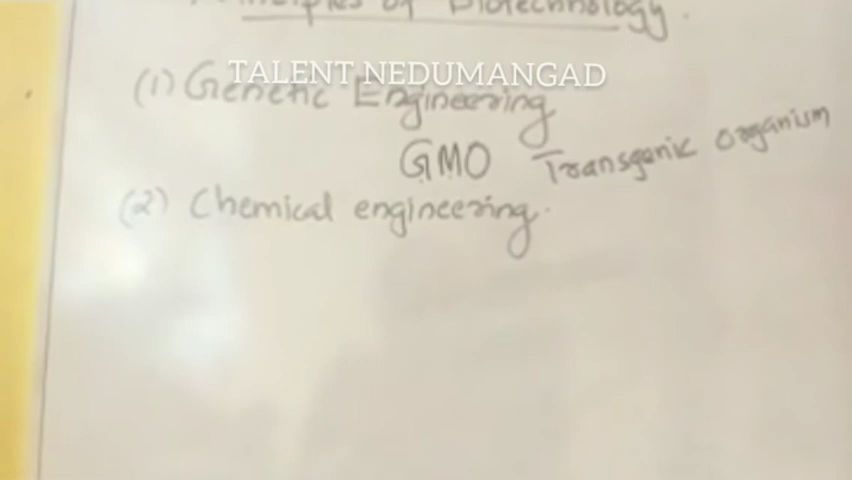 Principles of Biotechnology.
TALENT NEDUMANGAD
(1) Genetic Engineering
GMO Transgenic organism
(2) Chemical engineering.